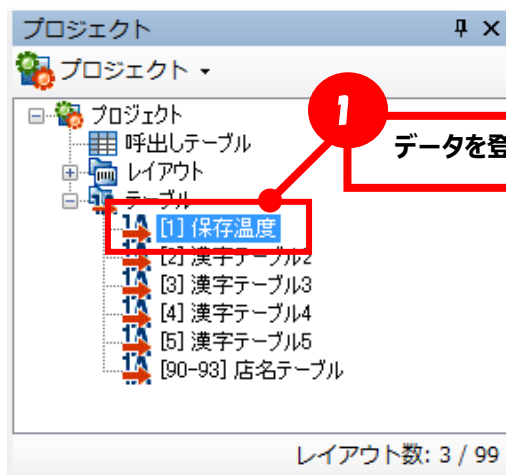 プロジェクト
プロジェクト
プロジェクト
呼出しテーブル
レイアウト
テーブル
[1] 保存温度
[2] 漢字テーブル2
[3] 漢字テーブル3
[4] 漢字テーブル4
[5] 漢字テーブル5
[90-93] 店名テーブル
1
データを登
レイアウト数: 3 / 99